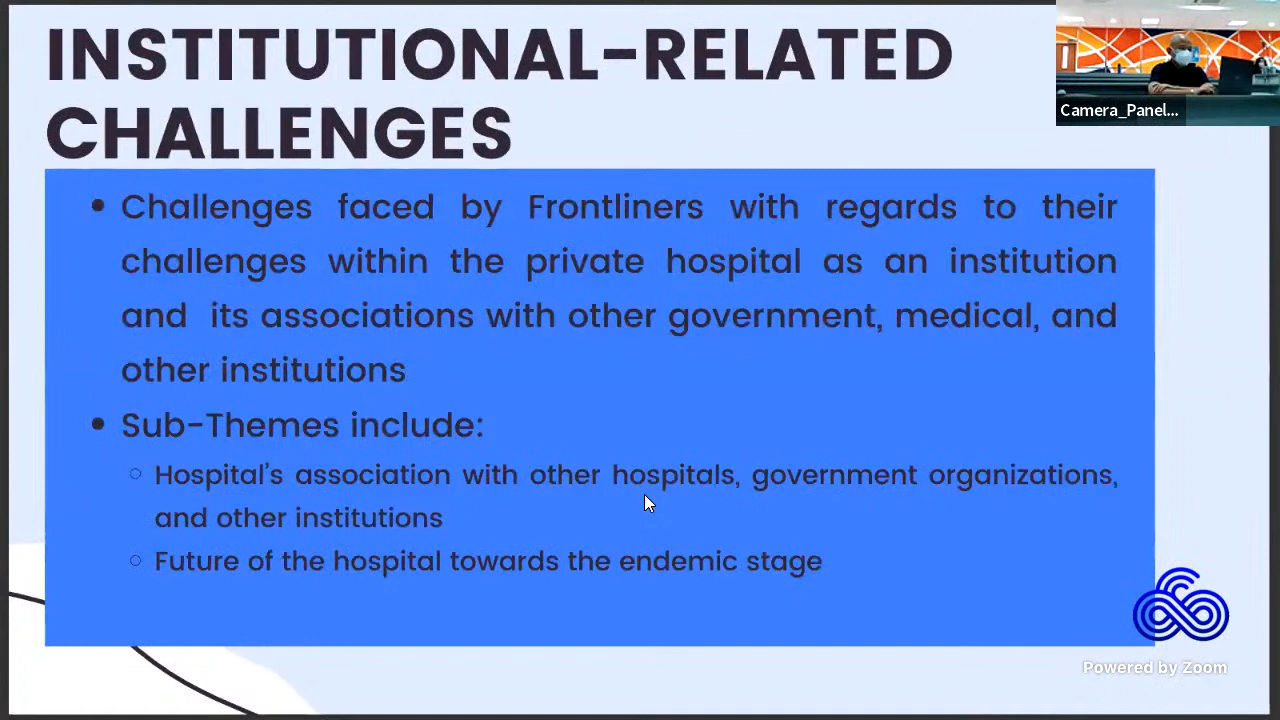 INSTITUTIONAL-RELATED
CHALLENGES
Camera_Panel...
• Challenges faced by Frontliners with regards to their
challenges within the private hospital as an institution
and its associations with other government, medical, and
other institutions
• Sub-Themes include:
○ Hospital's association with other hospitals, government organizations,
and other institutions
○ Future of the hospital towards the endemic stage
Powered by Zoom